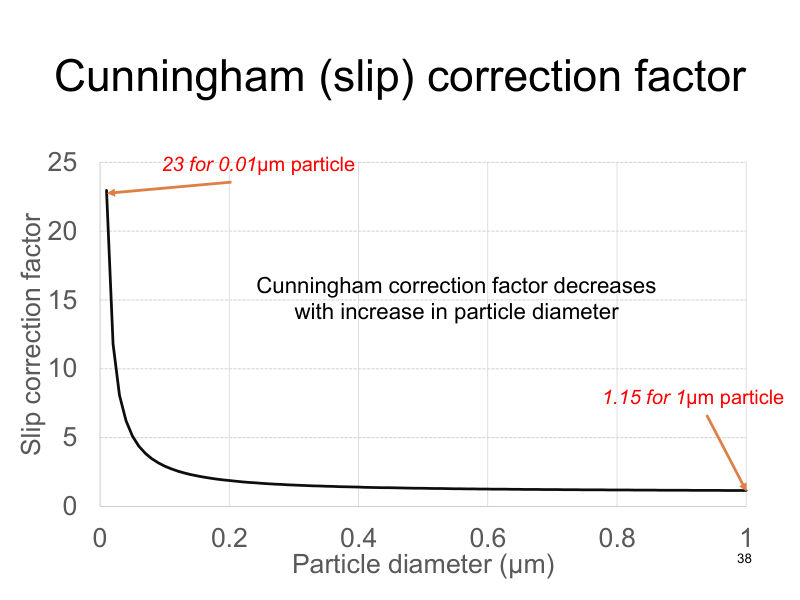 Cunningham (slip) correction factor
23 for 0.01µm particle
25
20
15
10
5
0
Slip correction factor
Cunningham correction factor decreases
with increase in particle diameter
1.15 for 1µm particle
0 0.2 0.4 0.6 0.8 1
Particle diameter (µm)
38